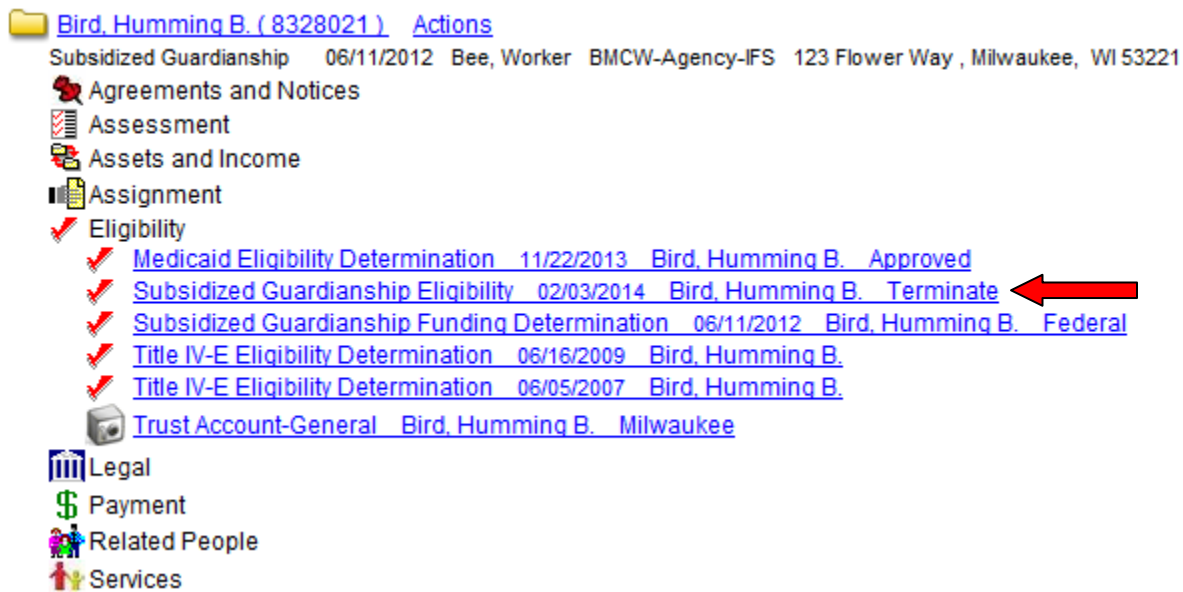 Bird, Humming B. ( 8328021 ) Actions
Subsidized Guardianship 06/11/2012 Bee, Worker BMCW-Agency-IFS 123 Flower Way , Milwaukee, WI 53221
Agreements and Notices
Assessment
Assets and Income
Assignment
Eligibility
Medicaid Eligibility Determination 11/22/2013 Bird, Humming B. Approved
Subsidized Guardianship Eligibility 02/03/2014 Bird, Humming B. Terminate
Subsidized Guardianship Funding Determination 06/11/2012 Bird, Humming B. Federal
Title IV-E Eligibility Determination 06/16/2009 Bird, Humming B.
Title IV-E Eligibility Determination 06/05/2007 Bird, Humming B.
Trust Account-General Bird, Humming B. Milwaukee
Legal
$ Payment
Related People
Services